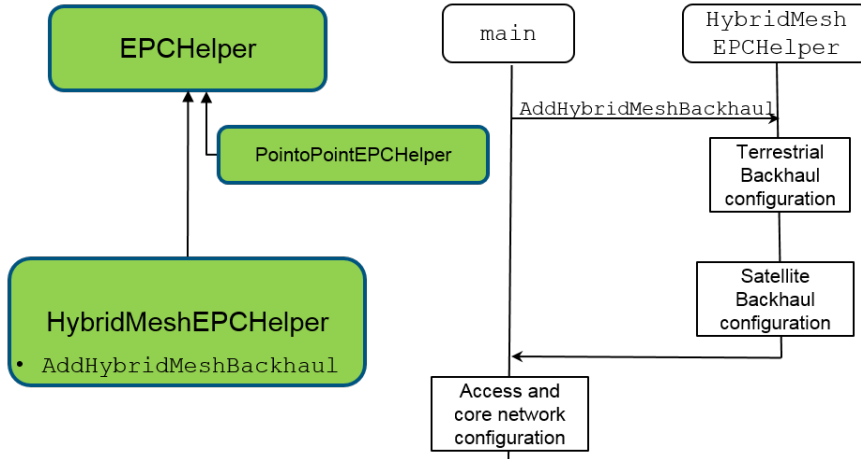 EPCHelper
PointoPointEPCHelper
HybridMeshEPCHelper
• AddHybridMeshBackhaul
main
HybridMesh
EPCHelper
AddHybridMeshBackhaul
Terrestrial
Backhaul
configuration
Satellite
Backhaul
configuration
Access and
core network
configuration